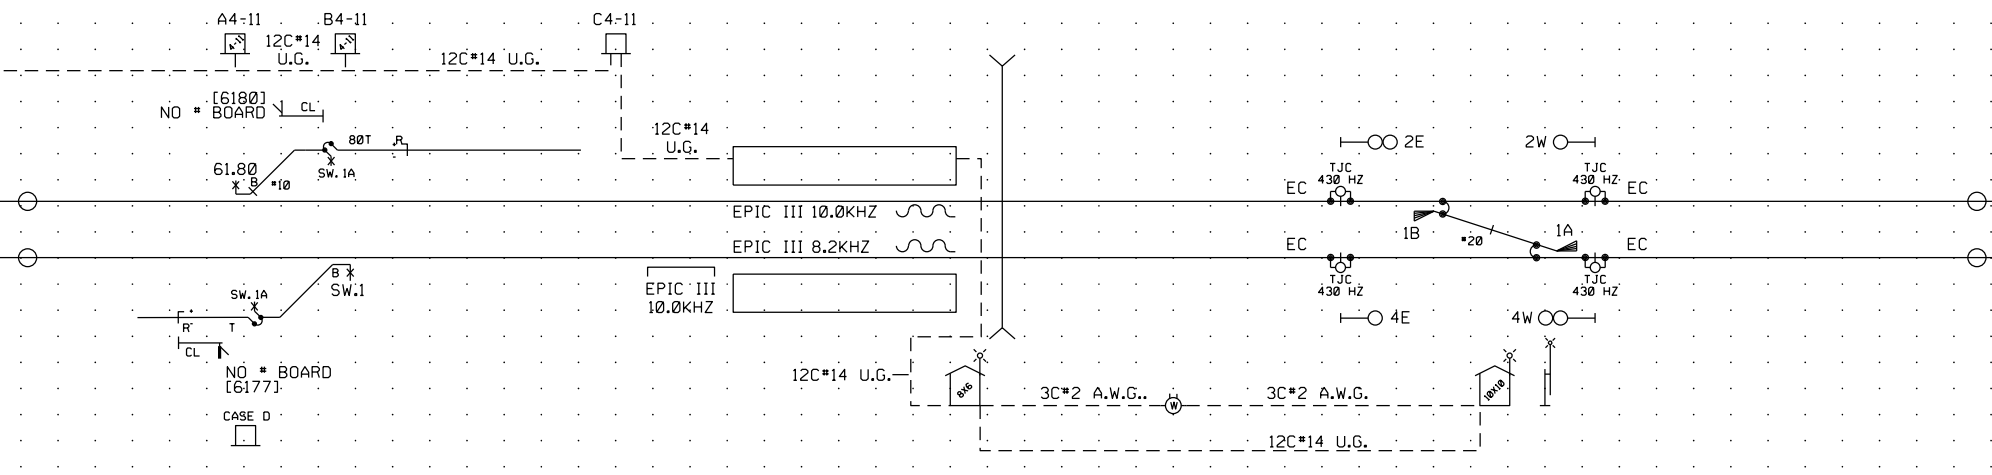 A4-11
B4-11
C4-11
4-11
12C#14
U.G.
4-11
12C#14 U.G.
[6180]
NO # BOARD
CL
12C#14
U.G.
80T
R
SW.1A
61.80
B
#10
2E
2W
TJC
430 HZ
TJC
430 HZ
EC
EC
EPIC III 10.0KHZ
1B
#20
1A
EPIC III 8.2KHZ
EC
EC
B
SW.1
EPIC III
10.0KHZ
TJC
430 HZ
TJC
430 HZ
SW.1A
R
T
4E
4W
CL
NO # BOARD
[6177]
12C#14 U.G.
8X6
3C#2 A.W.G..
W
3C#2 A.W.G.
10X10
CASE D
12C#14 U.G.